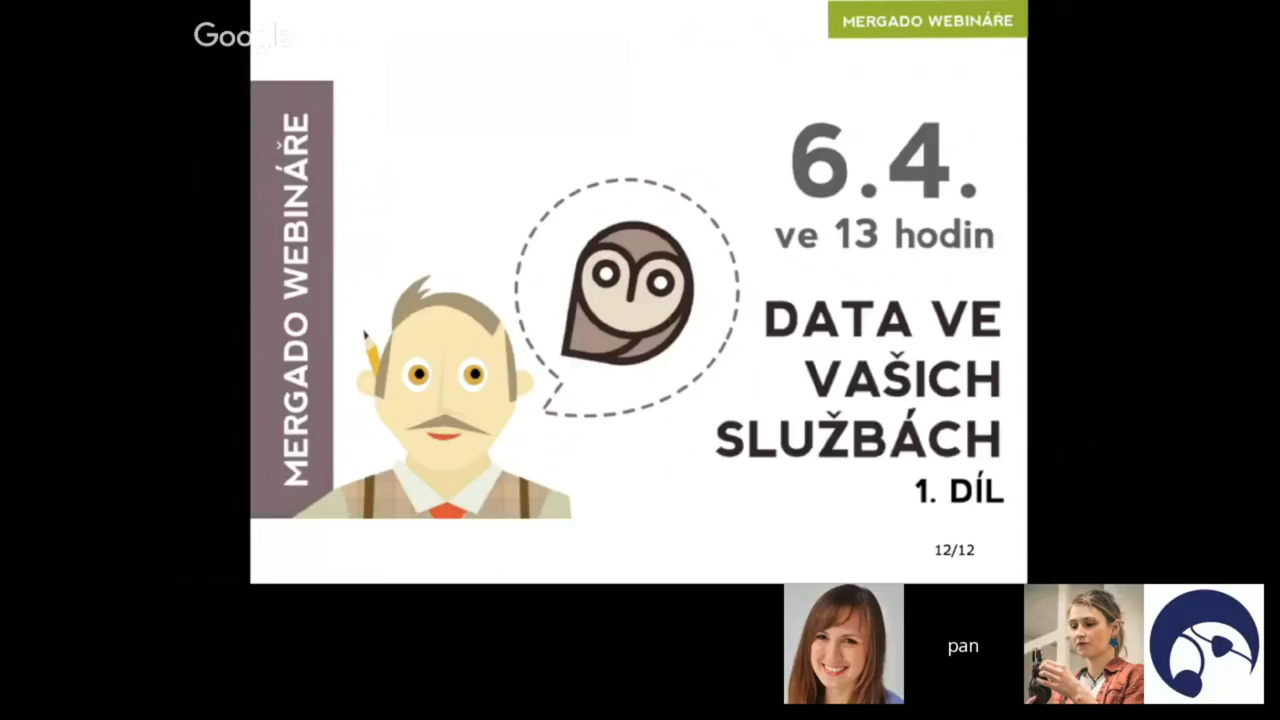 Google
MERGADO WEBINÁŘE
MERGADO WEBINÁŘE
6.4.
ve 13 hodin
DATA VE
VAŠICH
SLUŽBÁCH
1. DÍL
12/12
pan